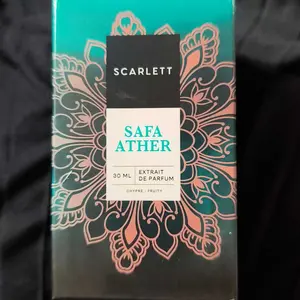 SCARLETT
SAFA
ATHER
30 ML
EXTRAIT
DE PARFUM
CHYPRE · FRUITY